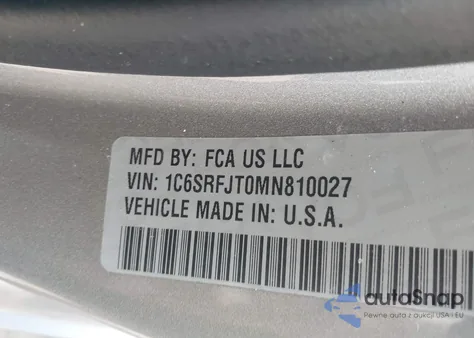 MFD BY: FCA US LLC
VIN: 1C6SRFJT0MN810027
VEHICLE MADE IN: U.S.A.
autoSnap
Pewne auta z aukcji USA i EU